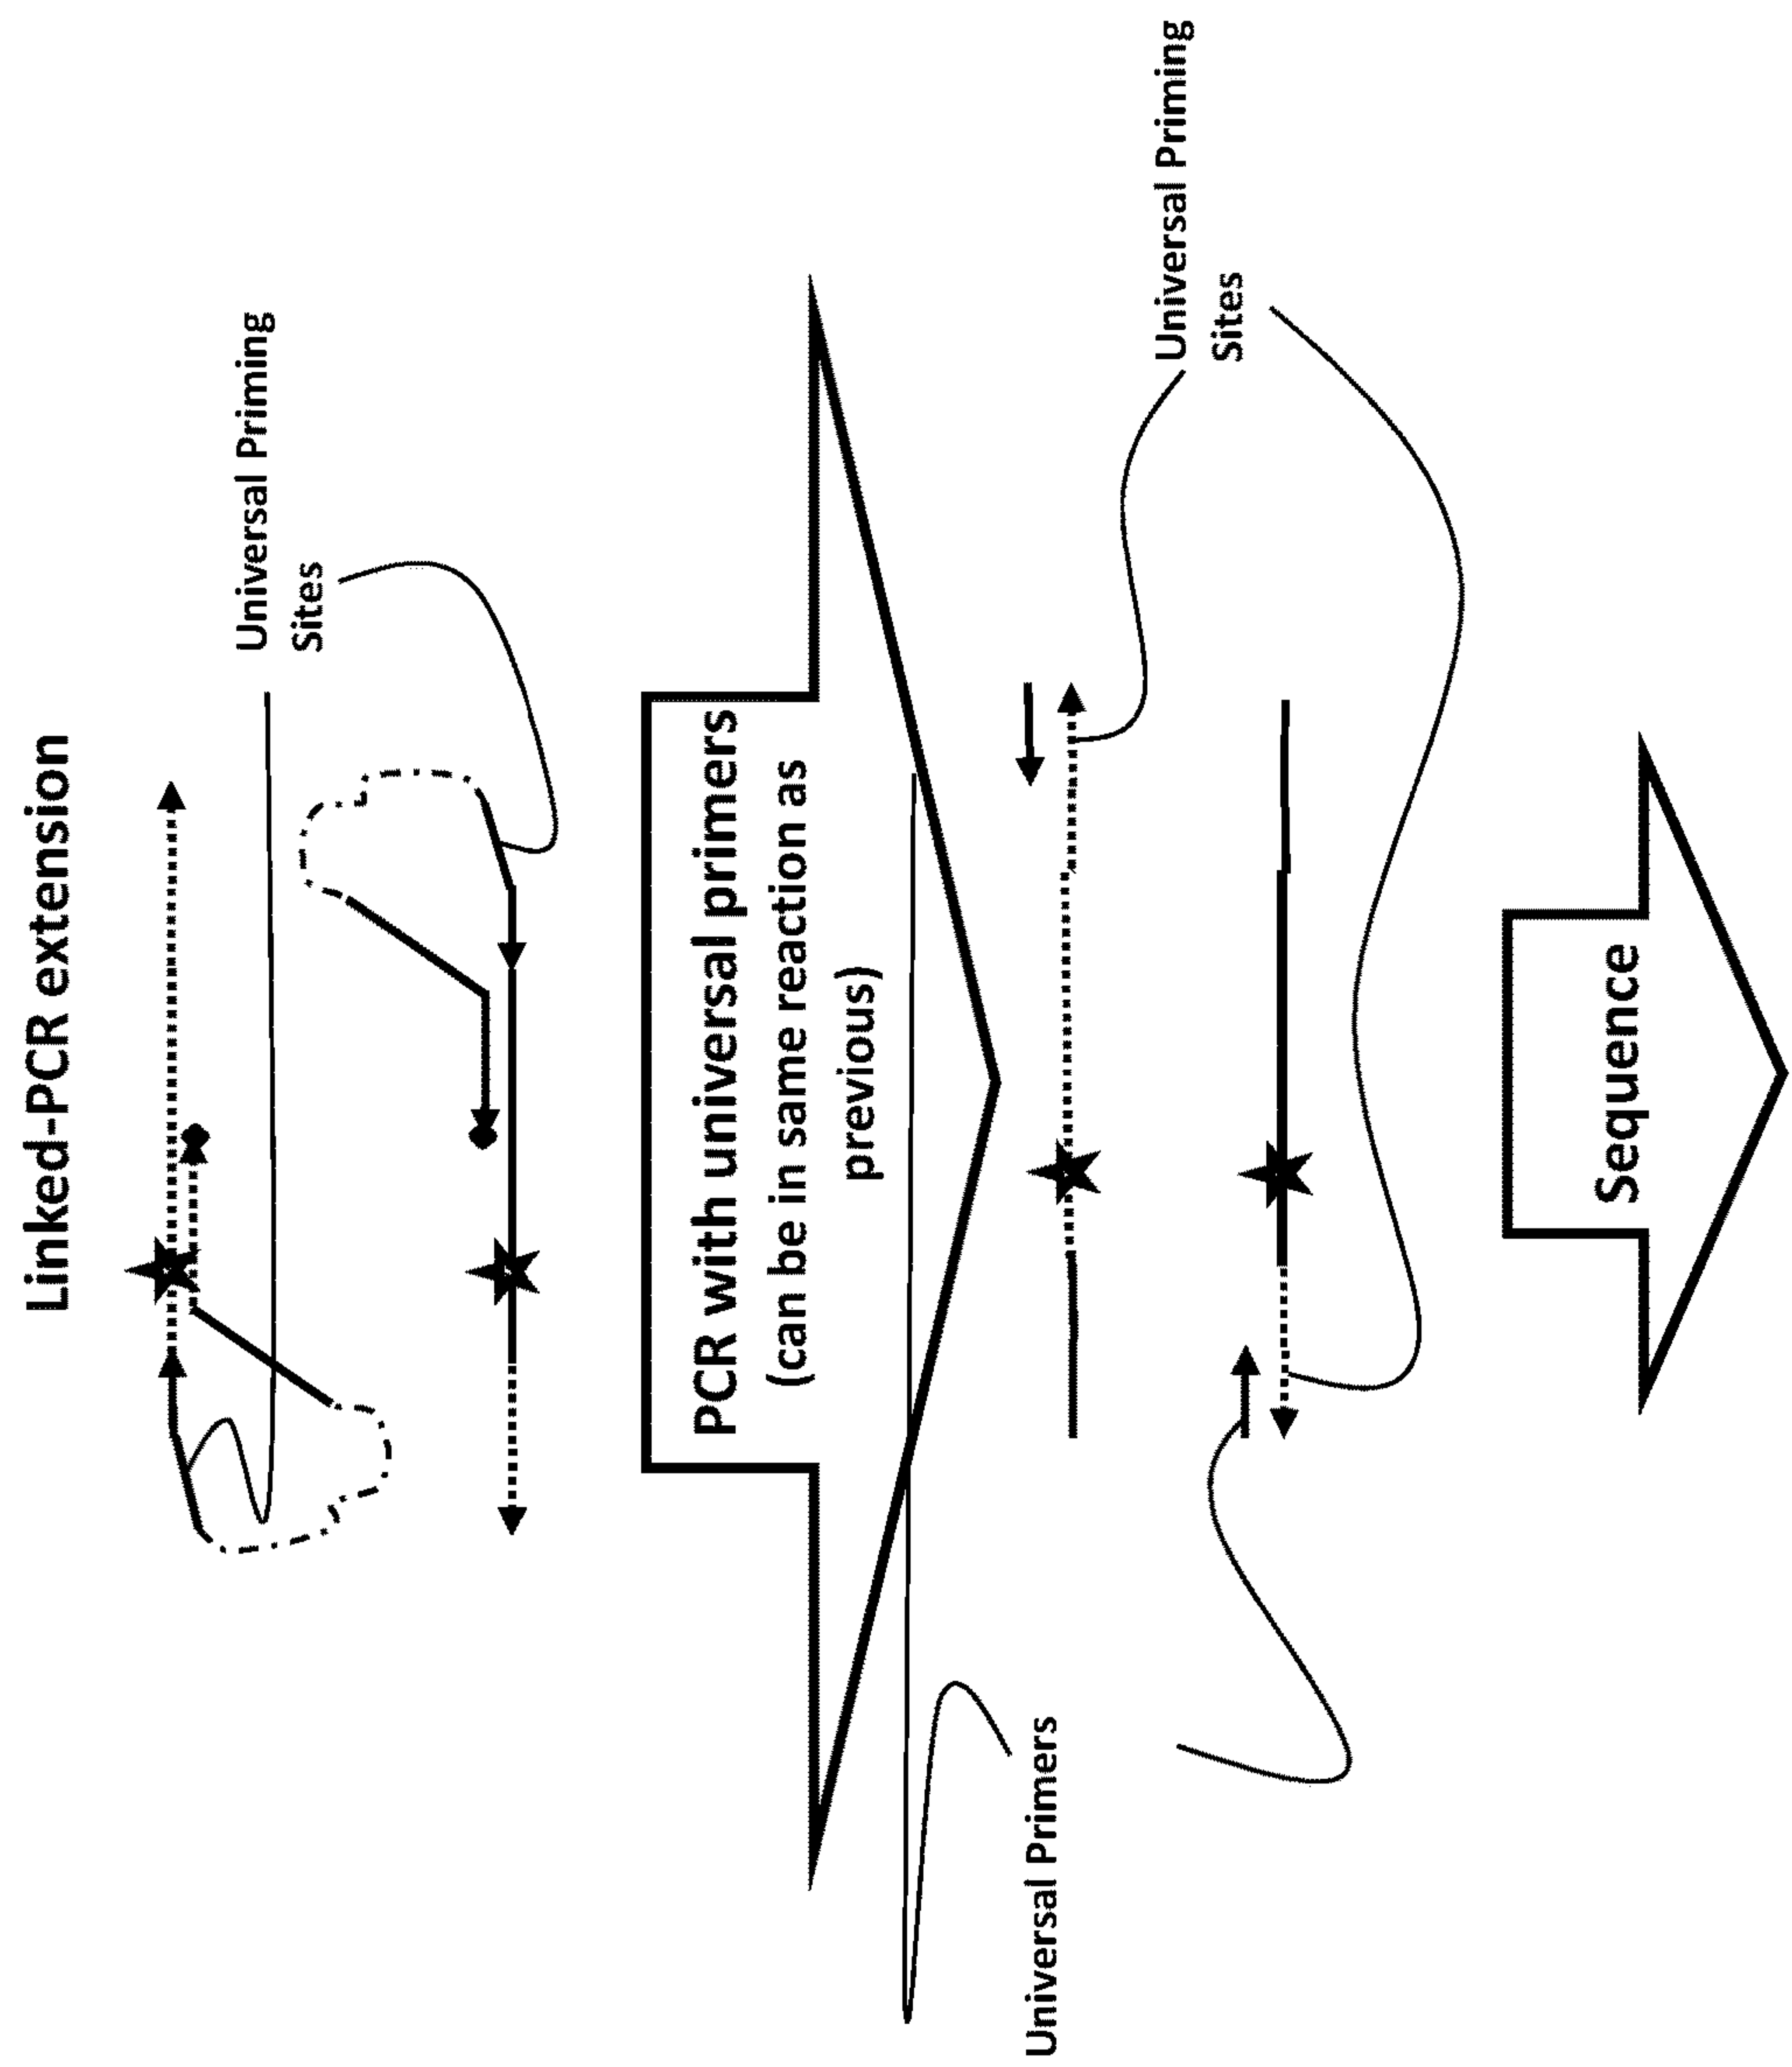 Linked-PCR extension
Universal Priming
Sites
PCR with universal primers
(can be in same reaction as
previous)
Universal Primers
Universal Priming
Sites
Sequence